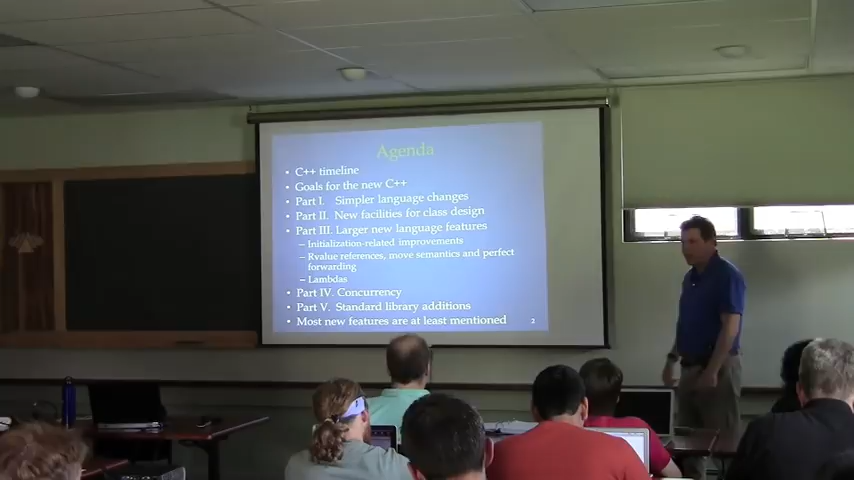 Agenda
• C++ timeline
• Goals for the new C++
• Part I. Simpler language changes
• Part II. New facilities for class design
• Part III. Larger new language features
– Initialization-related improvements
– Rvalue references, move semantics and perfect
forwarding
– Lambdas
• Part IV. Concurrency
• Part V. Standard library additions
• Most new features are at least mentioned
2